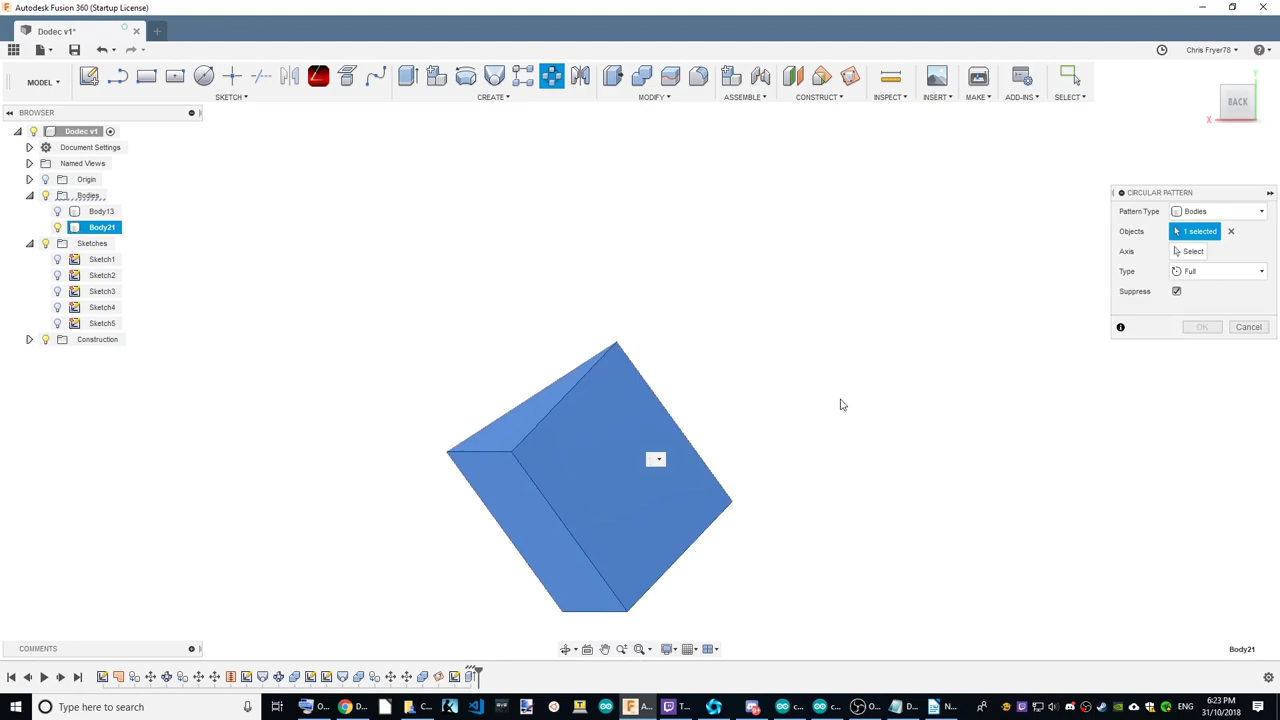 Autodesk Fusion 360 (Startup License)
Dodec v1*
Chris Fryer78
MODEL
SKETCH
CREATE
MODIFY
ASSEMBLE
CONSTRUCT
INSPECT
INSERT
MAKE
ADD-INS
SELECT
BROWSER
BACK
Y
X
Dodec v1
Document Settings
Named Views
Origin
Bodies
Body13
Body21
Sketches
Sketch1
Sketch2
Sketch3
Sketch4
Sketch5
Construction
CIRCULAR PATTERN
Pattern Type Bodies
Objects 1 selected
Axis Select
Type Full
Suppress
OK Cancel
COMMENTS
Body21
Type here to search
O...
C...
C...
A...
T...
C...
C...
O...
D...
N...
6:23 PM
31/10/2018